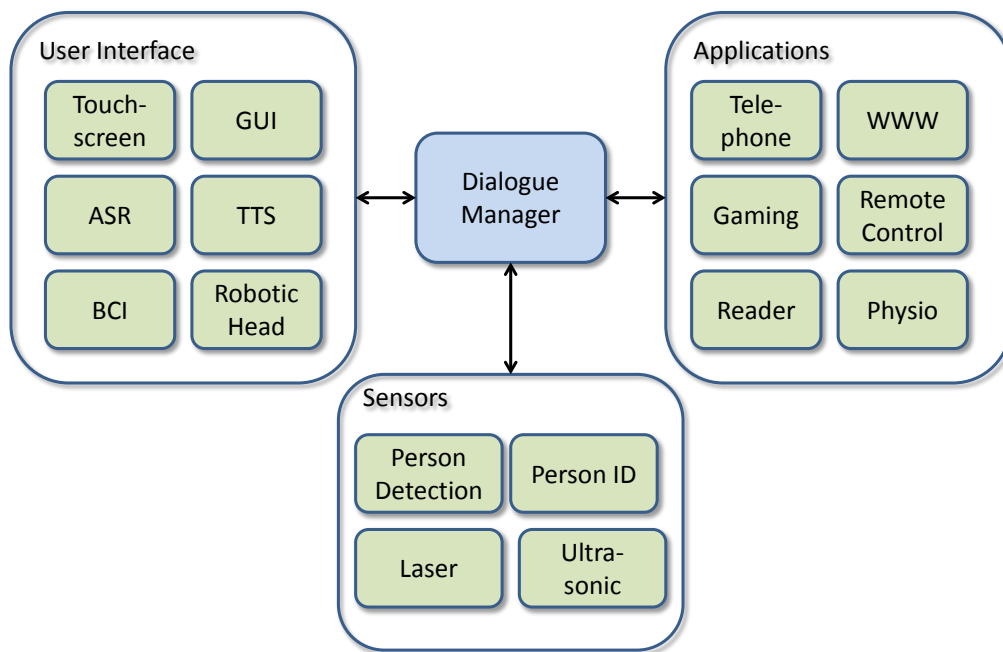 User Interface
Touch-
screen
GUI
ASR
TTS
BCI
Robotic
Head
Dialogue
Manager
Applications
Tele-
phone
WWW
Gaming
Remote
Control
Reader
Physio
Sensors
Person
Detection
Person ID
Laser
Ultra-
sonic